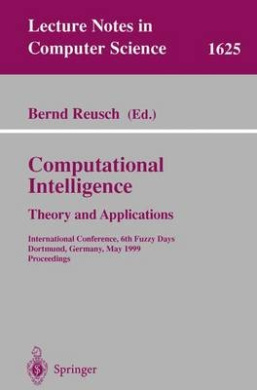 Lecture Notes in
Computer Science 1625
Bernd Reusch (Ed.)
Computational
Intelligence
Theory and Applications
International Conference, 6th Fuzzy Days
Dortmund, Germany, May 1999
Proceedings
Springer